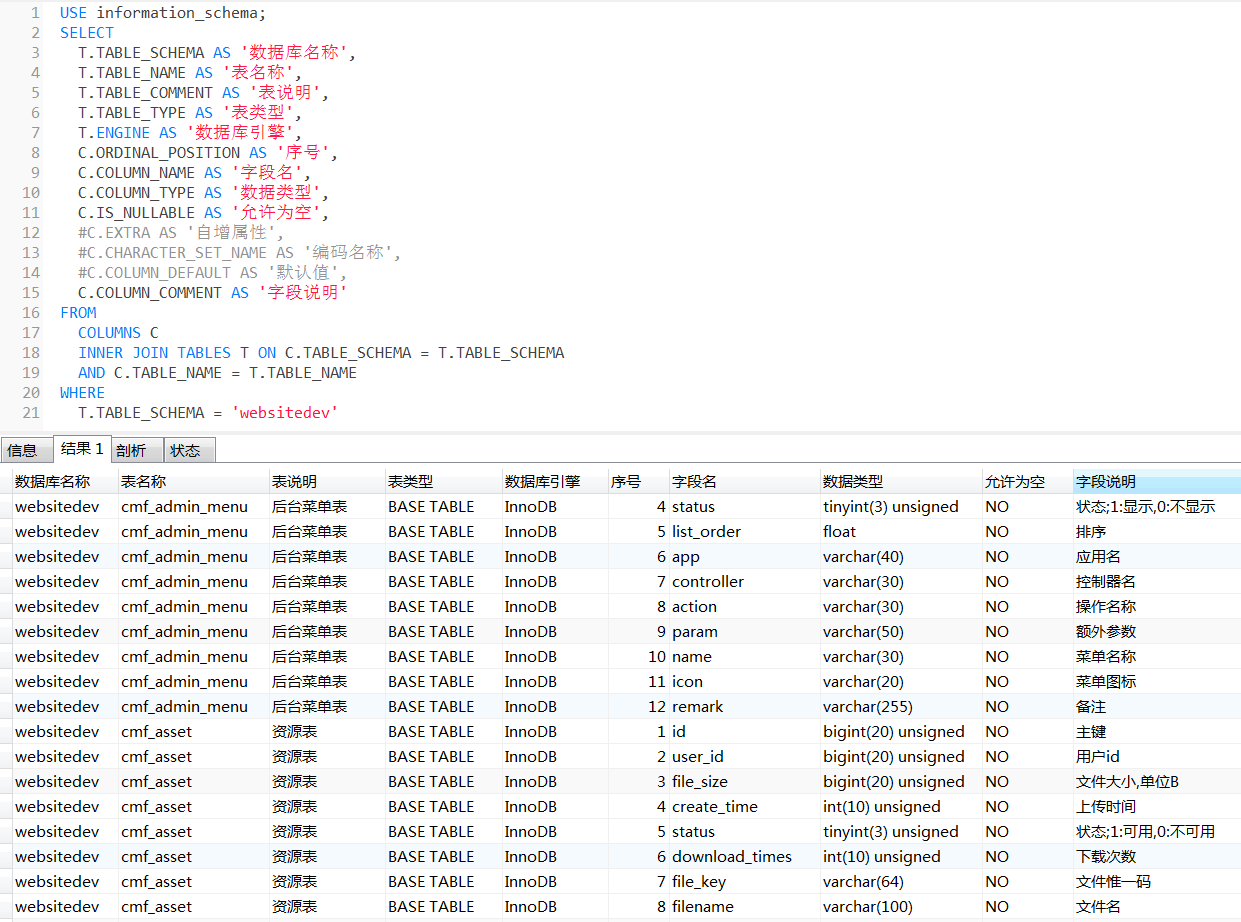 1 USE information_schema;
2 SELECT
3 T.TABLE_SCHEMA AS '数据库名称',
4 T.TABLE_NAME AS '表名称',
5 T.TABLE_COMMENT AS '表说明',
6 T.TABLE_TYPE AS '表类型',
7 T.ENGINE AS '数据库引擎',
8 C.ORDINAL_POSITION AS '序号',
9 C.COLUMN_NAME AS '字段名',
10 C.COLUMN_TYPE AS '数据类型',
11 C.IS_NULLABLE AS '允许为空',
12 #C.EXTRA AS '自增属性',
13 #C.CHARACTER_SET_NAME AS '编码名称',
14 #C.COLUMN_DEFAULT AS '默认值',
15 C.COLUMN_COMMENT AS '字段说明'
16 FROM
17 COLUMNS C
18 INNER JOIN TABLES T ON C.TABLE_SCHEMA = T.TABLE_SCHEMA
19 AND C.TABLE_NAME = T.TABLE_NAME
20 WHERE
21 T.TABLE_SCHEMA = 'websitedev'
信息 结果 1 剖析 状态
数据库名称 表名称 表说明 表类型 数据库引擎 序号 字段名 数据类型 允许为空 字段说明
websitedev cmf_admin_menu 后台菜单表 BASE TABLE InnoDB 4 status tinyint(3) unsigned NO 状态;1:显示,0:不显示
websitedev cmf_admin_menu 后台菜单表 BASE TABLE InnoDB 5 list_order float NO 排序
websitedev cmf_admin_menu 后台菜单表 BASE TABLE InnoDB 6 app varchar(40) NO 应用名
websitedev cmf_admin_menu 后台菜单表 BASE TABLE InnoDB 7 controller varchar(30) NO 控制器名
websitedev cmf_admin_menu 后台菜单表 BASE TABLE InnoDB 8 action varchar(30) NO 操作名称
websitedev cmf_admin_menu 后台菜单表 BASE TABLE InnoDB 9 param varchar(50) NO 额外参数
websitedev cmf_admin_menu 后台菜单表 BASE TABLE InnoDB 10 name varchar(30) NO 菜单名称
websitedev cmf_admin_menu 后台菜单表 BASE TABLE InnoDB 11 icon varchar(20) NO 菜单图标
websitedev cmf_admin_menu 后台菜单表 BASE TABLE InnoDB 12 remark varchar(255) NO 备注
websitedev cmf_asset 资源表 BASE TABLE InnoDB 1 id bigint(20) unsigned NO 主键
websitedev cmf_asset 资源表 BASE TABLE InnoDB 2 user_id bigint(20) unsigned NO 用户id
websitedev cmf_asset 资源表 BASE TABLE InnoDB 3 file_size bigint(20) unsigned NO 文件大小,单位B
websitedev cmf_asset 资源表 BASE TABLE InnoDB 4 create_time int(10) unsigned NO 上传时间
websitedev cmf_asset 资源表 BASE TABLE InnoDB 5 status tinyint(3) unsigned NO 状态;1:可用,0:不可用
websitedev cmf_asset 资源表 BASE TABLE InnoDB 6 download_times int(10) unsigned NO 下载次数
websitedev cmf_asset 资源表 BASE TABLE InnoDB 7 file_key varchar(64) NO 文件惟一码
websitedev cmf_asset 资源表 BASE TABLE InnoDB 8 filename varchar(100) NO 文件名